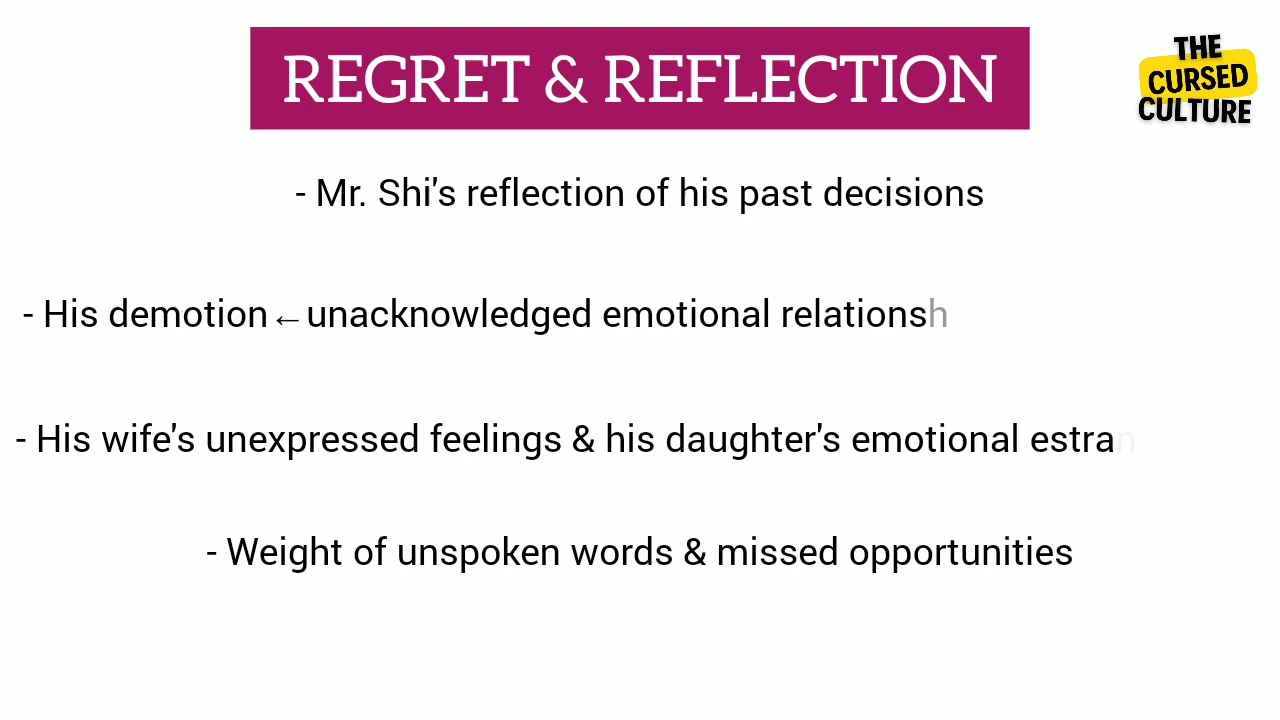 REGRET & REFLECTION
THE
CURSED
CULTURE
- Mr. Shi's reflection of his past decisions
- His demotion←unacknowledged emotional relationsh
- His wife's unexpressed feelings & his daughter's emotional estran
- Weight of unspoken words & missed opportunities